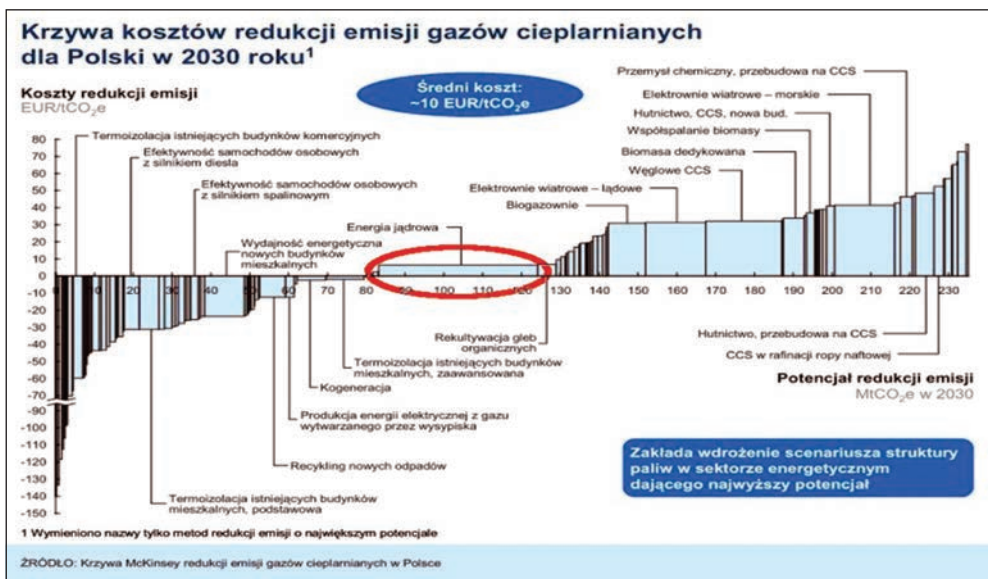 Krzywa kosztów redukcji emisji gazów cieplarnianych
dla Polski w 2030 roku¹
Koszty redukcji emisji
EUR/tCO₂e
Średni koszt:
~10 EUR/tCO₂e
Przemysł chemiczny, przebudowa na CCS
Elektrownie wiatrowe – morskie
Hutnictwo, CCS, nowa bud.
Współspalanie biomasy
Biomasa dedykowana
Węglowe CCS
Elektrownie wiatrowe – lądowe
Biogazownie
Termoizolacja istniejących budynków komercyjnych
Efektywność samochodów osobowych
z silnikiem diesla
Efektywność samochodów osobowych
z silnikiem spalinowym
Energia jądrowa
Wydajność energetyczna
nowych budynków
mieszkalnych
80
70
60
50
40
30
20
10
0
-10
-20
-30
-40
-50
-60
-70
-80
-90
-100
-110
-120
-130
-140
-150
0 10 20 30 40 50 60 70 80 90 100 110 120 130 140 150 160 170 180 190 200 210 220 230
Rekultywacja gleb
organicznych
Termoizolacja istniejących budynków
mieszkalnych, zaawansowana
Kogeneracja
Produkcja energii elektrycznej z gazu
wytwarzanego przez wysypiska
Recykling nowych odpadów
Termoizolacja istniejących budynków
mieszkalnych, podstawowa
Hutnictwo, przebudowa na CCS
CCS w rafinacji ropy naftowej
Potencjał redukcji emisji
MtCO₂e w 2030
Zakłada wdrożenie scenariusza struktury
paliw w sektorze energetycznym
dającego najwyższy potencjał
1 Wymieniono nazwy tylko metod redukcji emisji o największym potencjale
ŹRÓDŁO: Krzywa McKinsey redukcji emisji gazów cieplarnianych w Polsce